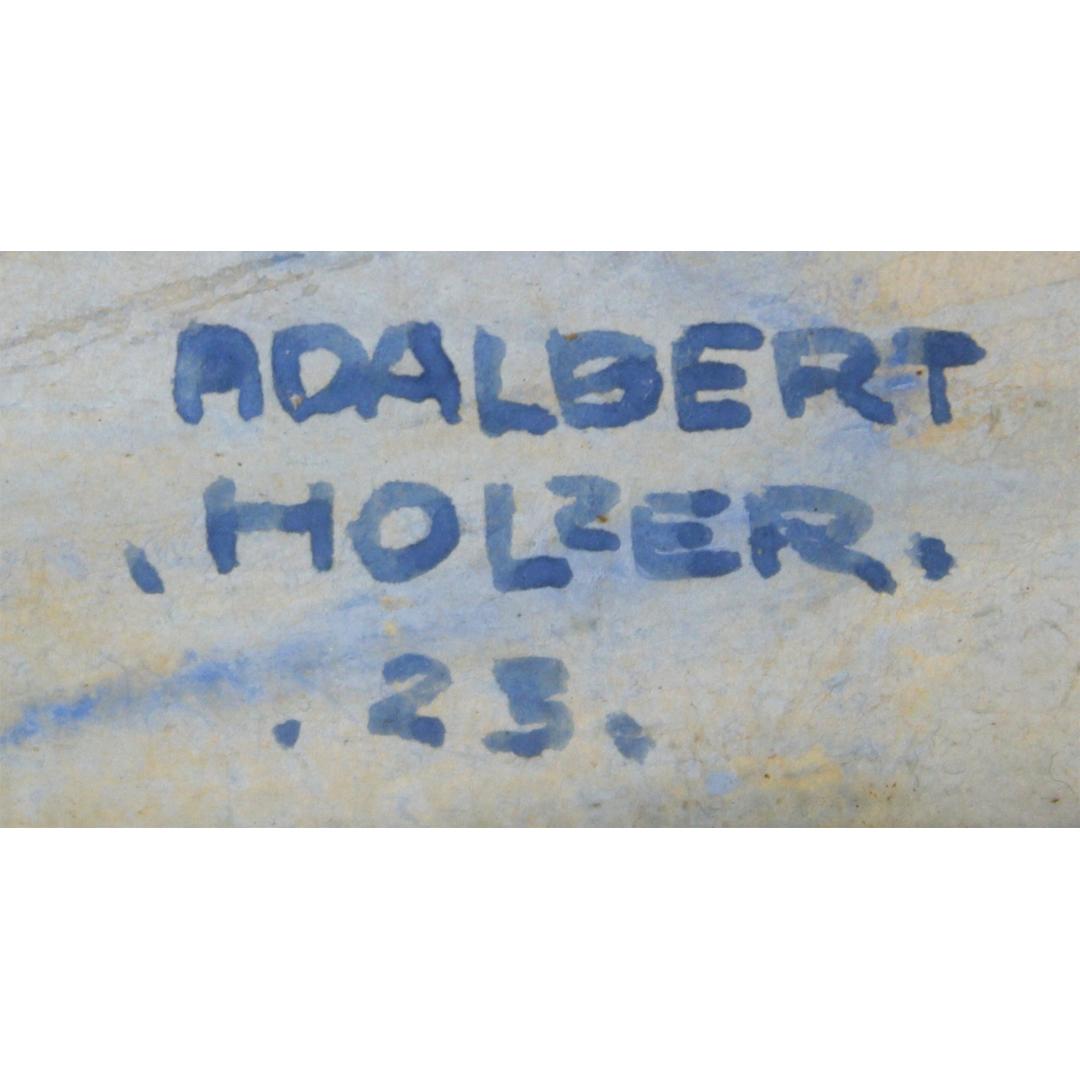 ADALBERT
. HOLZER .
. 23 .